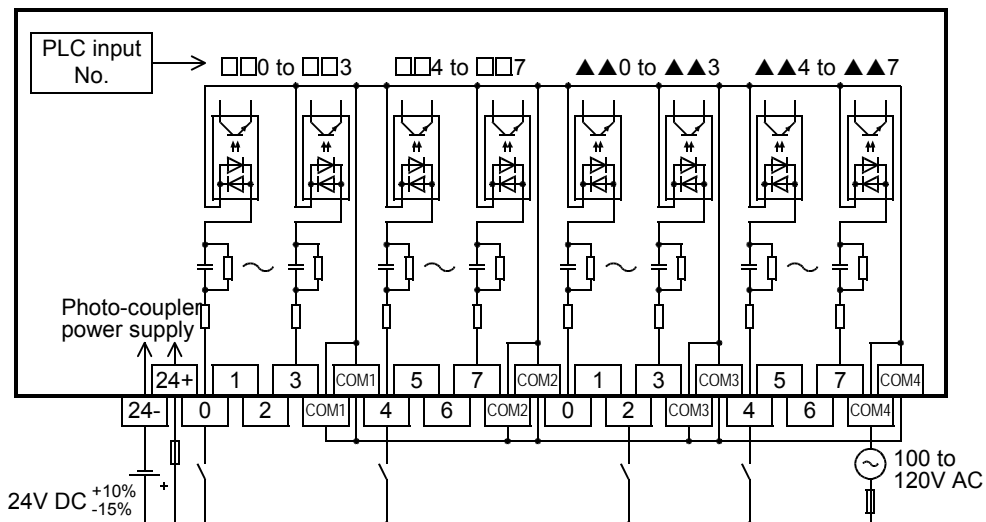 PLC input
No.
□□0 to □□3
□□4 to □□7
▲▲0 to ▲▲3
▲▲4 to ▲▲7
Photo-coupler
power supply
24+ 1 3 COM1 5 7 COM2 1 3 COM3 5 7 COM4
24- 0 2 COM1 4 6 COM2 0 2 COM3 4 6 COM4
100 to
120V AC
+
24V DC +10%
-15%